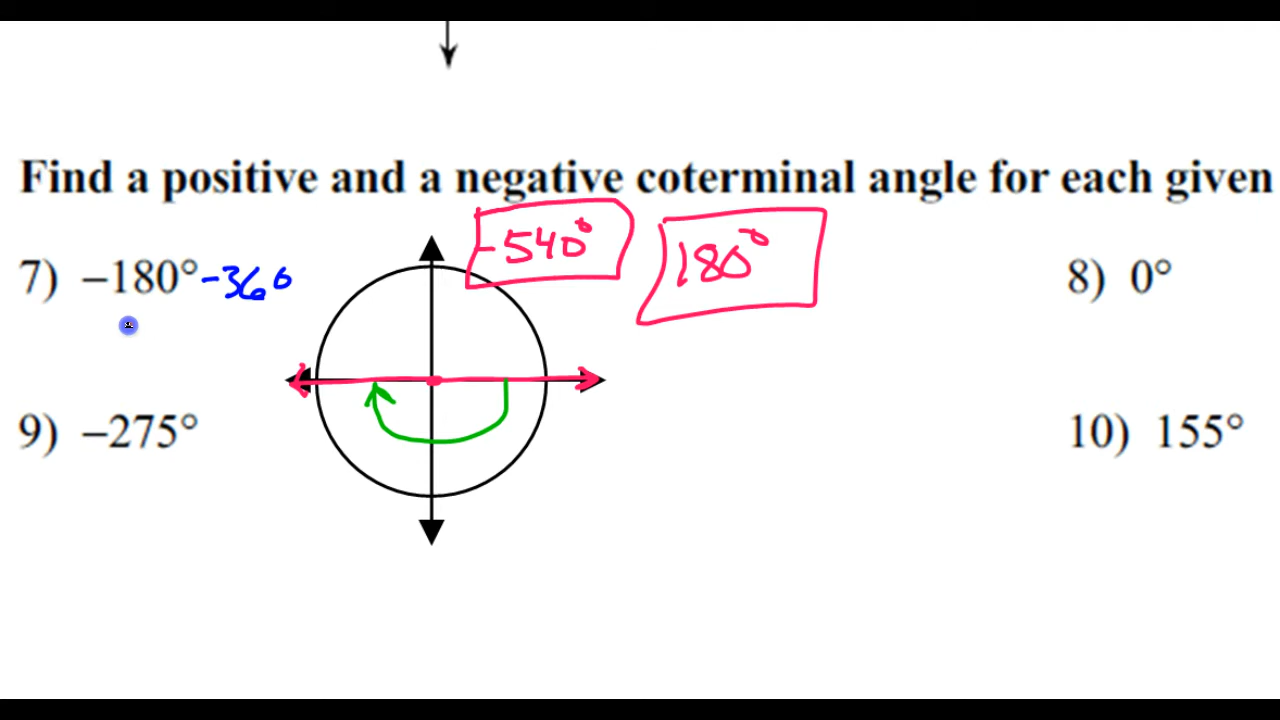 Find a positive and a negative coterminal angle for each given
-540° 180°
7) –180° -360 8) 0°
9) –275° 10) 155°